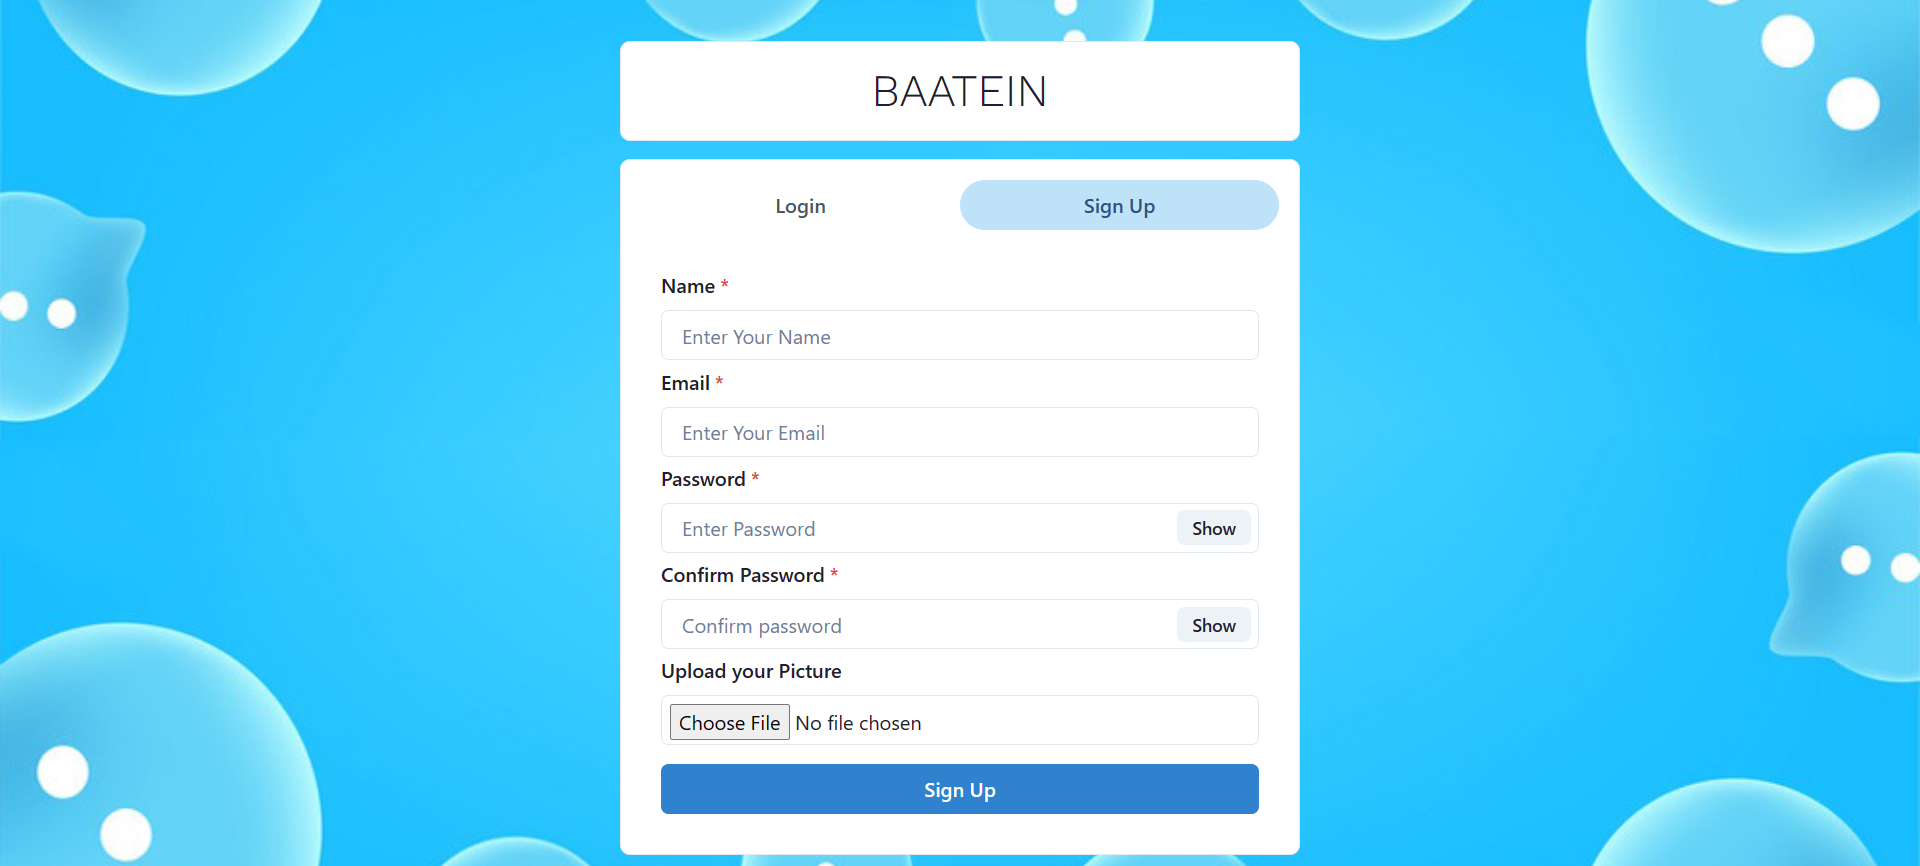 BAATEIN
Login Sign Up
Name *
Enter Your Name
Email *
Enter Your Email
Password *
Enter Password Show
Confirm Password *
Confirm password Show
Upload your Picture
Choose File No file chosen
Sign Up